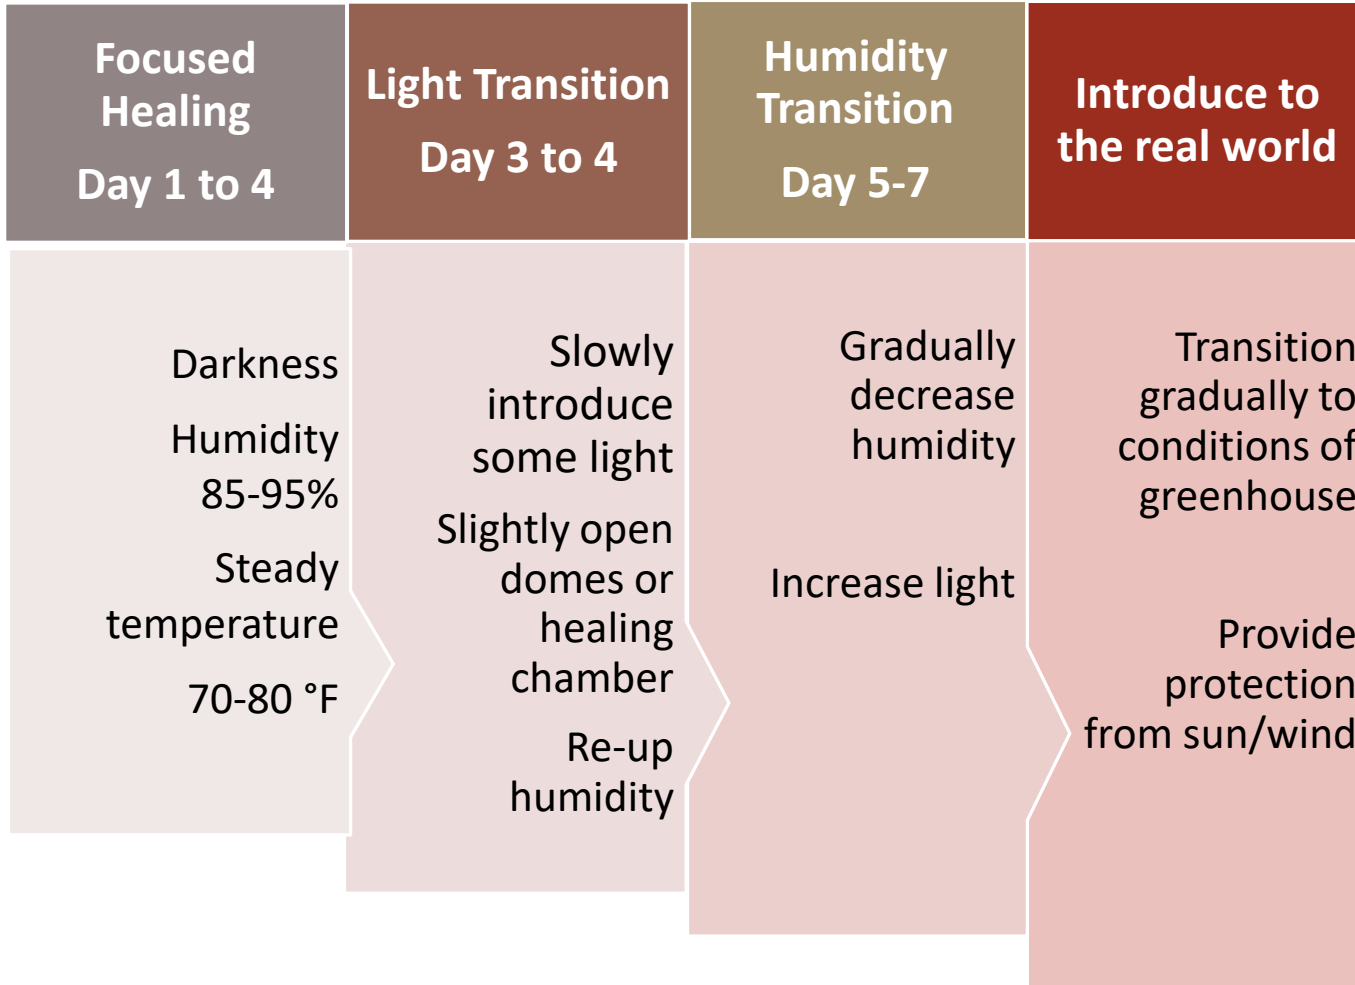 Focused
Healing
Day 1 to 4
Light Transition
Day 3 to 4
Humidity
Transition
Day 5-7
Introduce to
the real world
Darkness
Humidity
85-95%
Steady
temperature
70-80 °F
Slowly
introduce
some light
Slightly open
domes or
healing
chamber
Re-up
humidity
Gradually
decrease
humidity
Increase light
Transition
gradually to
conditions of
greenhouse
Provide
protection
from sun/wind